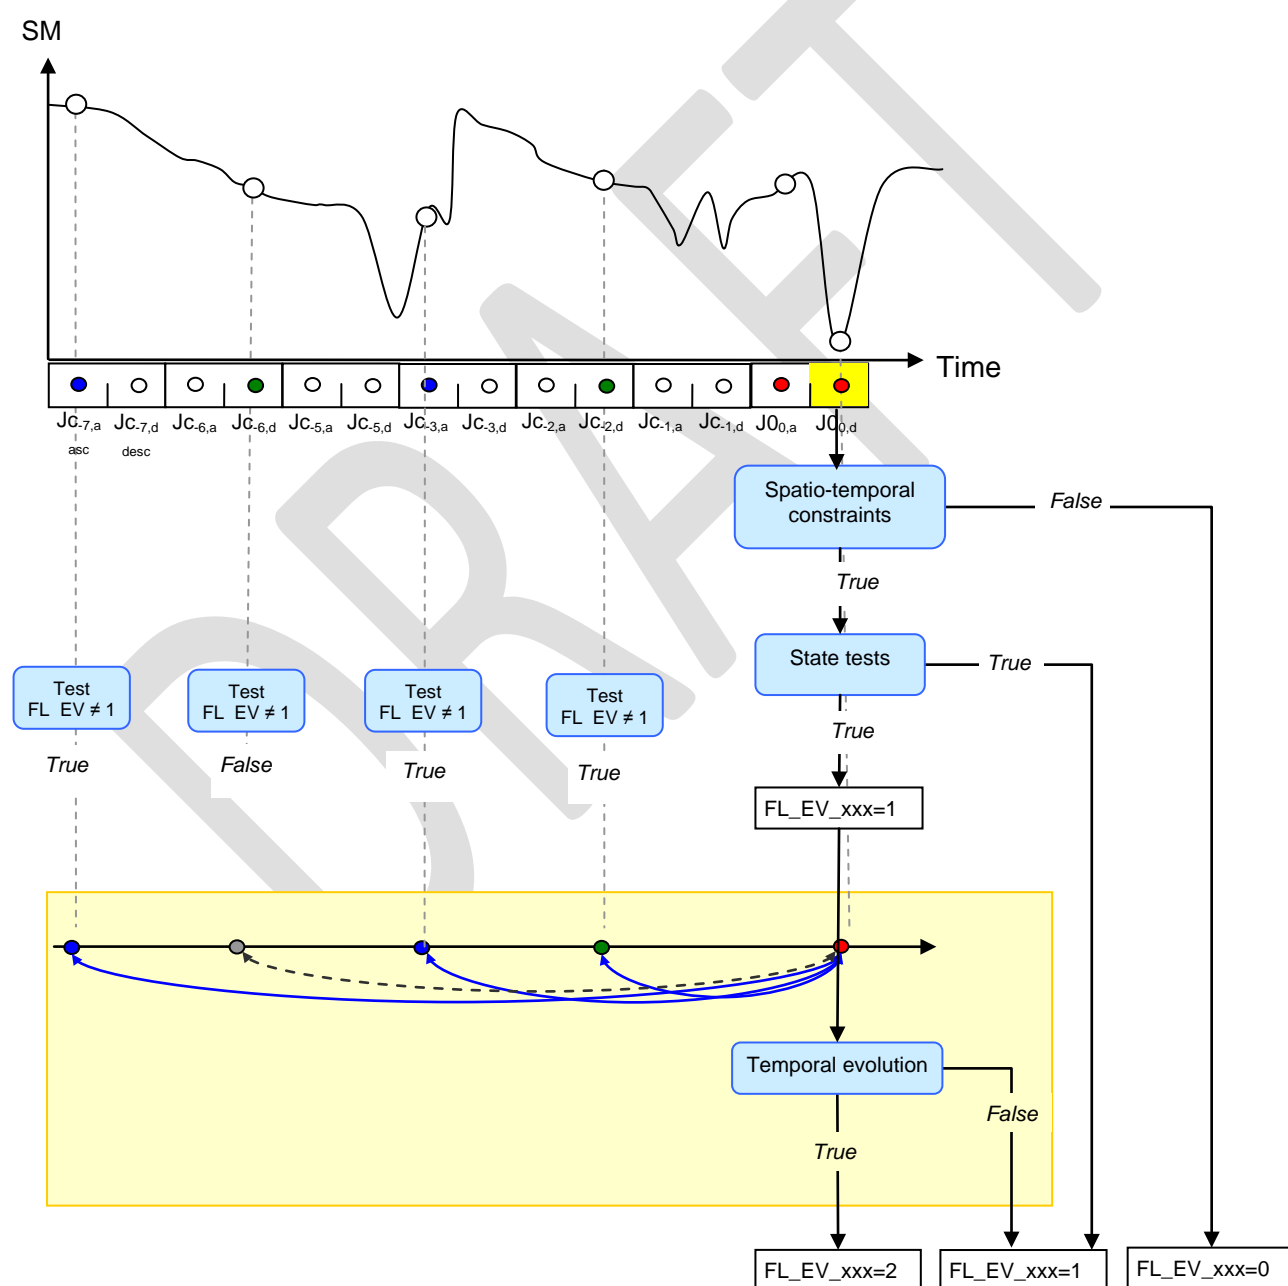 SM
Time
Jc-7,a Jc-7,d Jc-6,a Jc-6,d Jc-5,a Jc-5,d Jc-3,a Jc-3,d Jc-2,a Jc-2,d Jc-1,a Jc-1,d J00,a J00,d
asc desc
Spatio-temporal
constraints
False
True
State tests
True
True
Test
FL EV ≠ 1
Test
FL EV ≠ 1
Test
FL EV ≠ 1
Test
FL EV ≠ 1
True
False
True
True
FL_EV_xxx=1
Temporal evolution
False
True
FL_EV_xxx=2
FL_EV_xxx=1
FL_EV_xxx=0
DRAFT